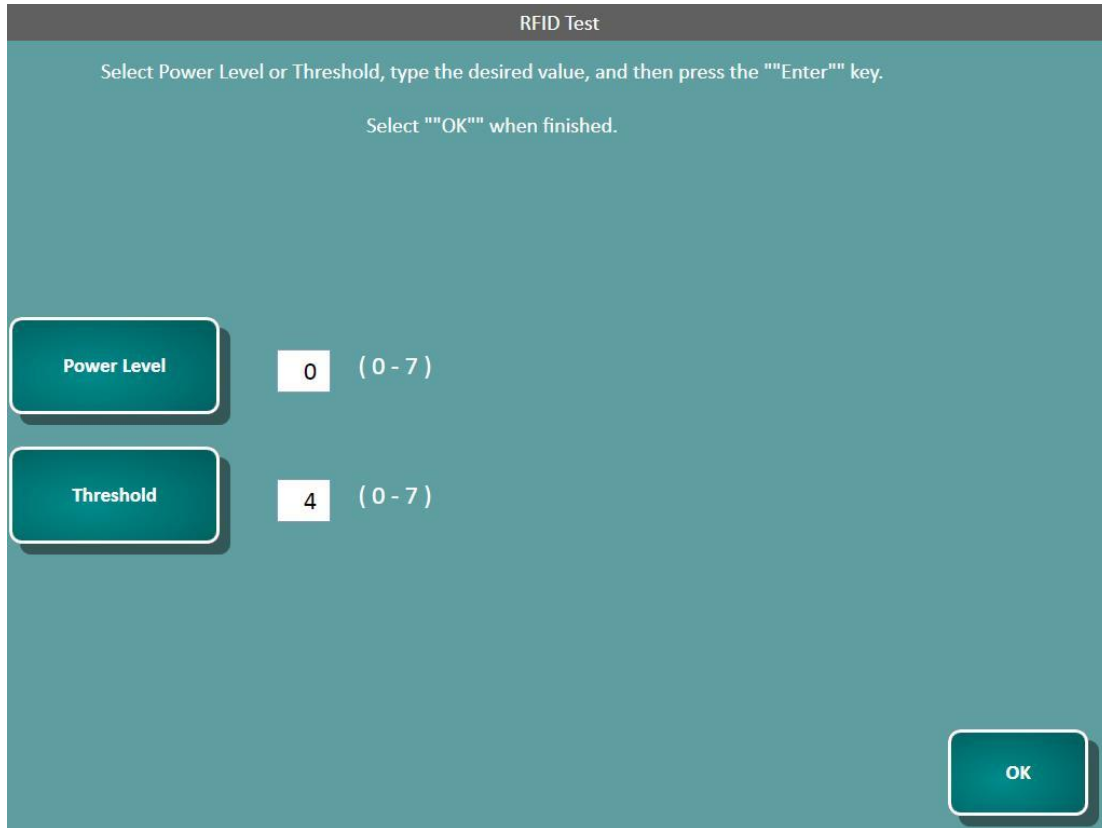 RFID Test
Select Power Level or Threshold, type the desired value, and then press the ""Enter"" key.
Select ""OK"" when finished.
Power Level 0 ( 0 - 7 )
Threshold 4 ( 0 - 7 )
OK